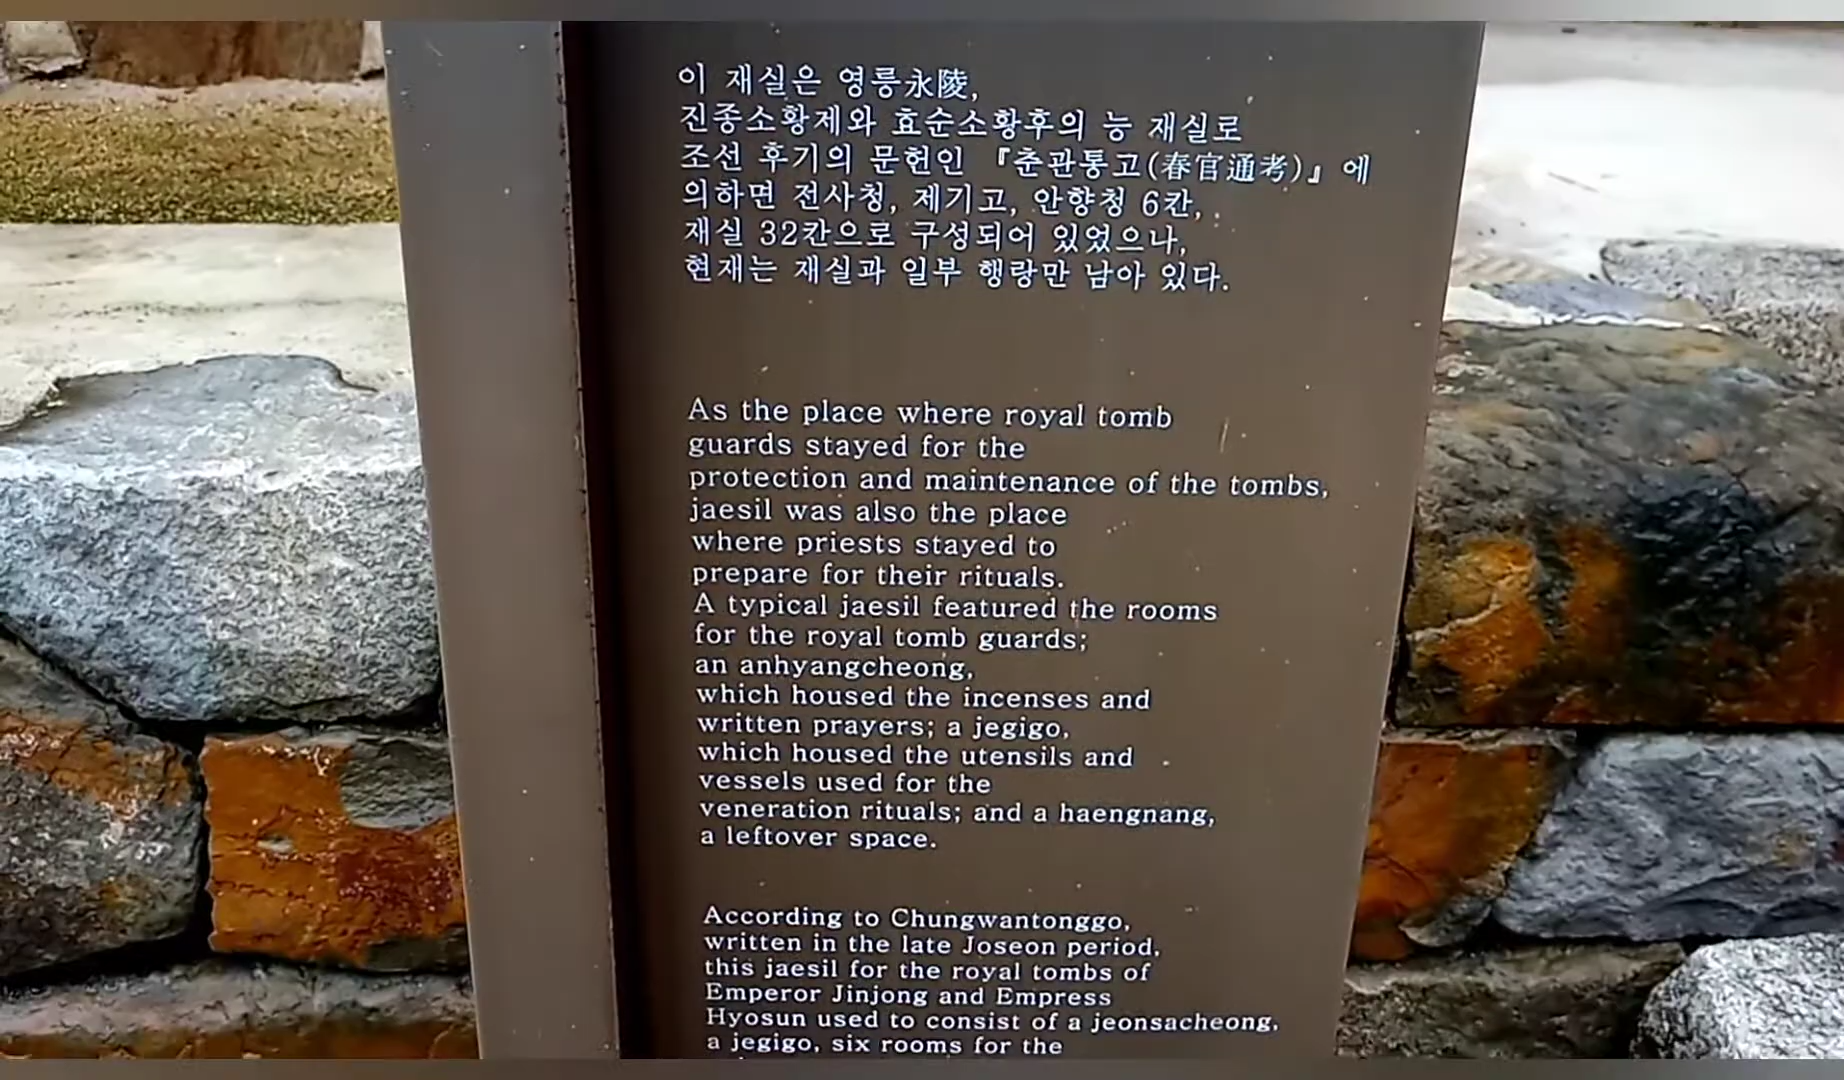 이 재실은 영릉永陵,
진종소황제와 효순소황후의 능 재실로
조선 후기의 문헌인 『춘관통고(春官通考)』에
의하면 전사청, 제기고, 안향청 6칸,
재실 32칸으로 구성되어 있었으나,
현재는 재실과 일부 행랑만 남아 있다.
As the place where royal tomb
guards stayed for the
protection and maintenance of the tombs,
jaesil was also the place
where priests stayed to
prepare for their rituals.
A typical jaesil featured the rooms
for the royal tomb guards;
an anhyangcheong,
which housed the incenses and
written prayers; a jegigo,
which housed the utensils and
vessels used for the
veneration rituals; and a haengnang,
a leftover space.
According to Chungwantonggo,
written in the late Joseon period,
this jaesil for the royal tombs of
Emperor Jinjong and Empress
Hyosun used to consist of a jeonsacheong,
a jegigo, six rooms for the